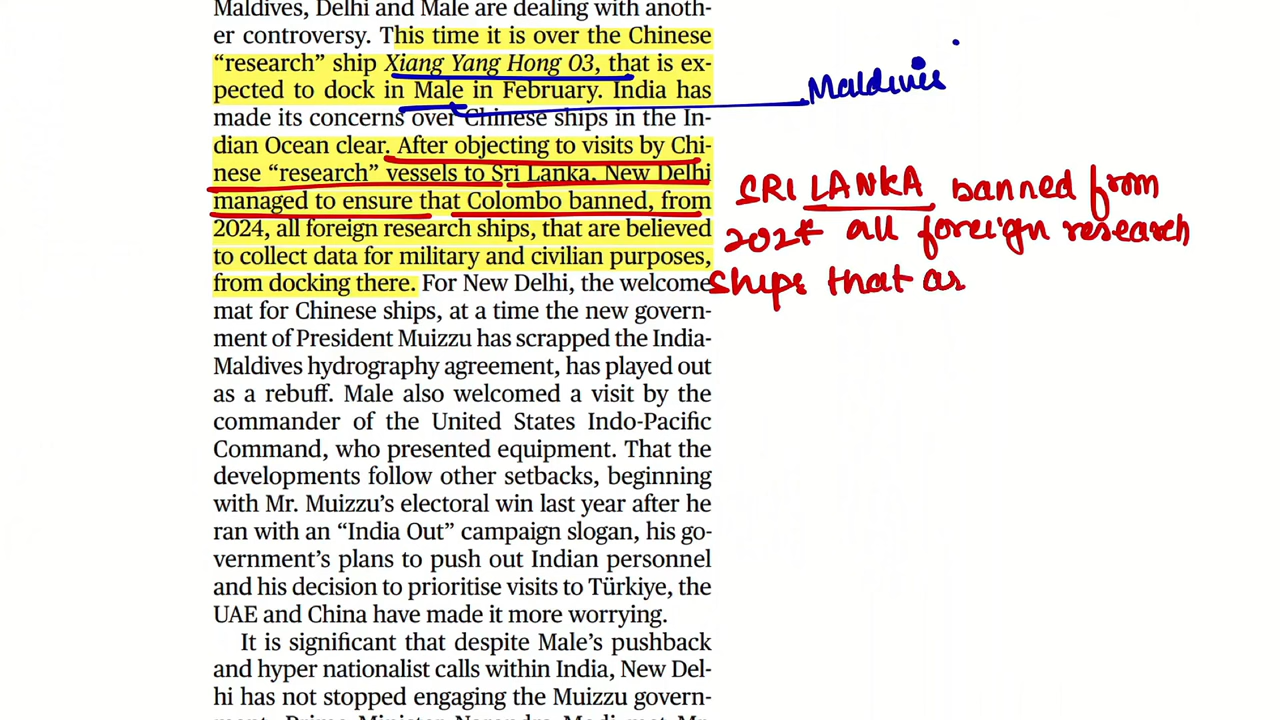 Maldives, Delhi and Male are dealing with anoth-
er controversy. This time it is over the Chinese
“research” ship Xiang Yang Hong O3, that is ex-
pected to dock in Male in February. India has
made its concerns over Chinese ships in the In-
dian Ocean clear. After objecting to visits by Chi-
nese “research” vessels to Sri Lanka, New Delhi
managed to ensure that Colombo banned, from
2024, all foreign research ships, that are believed
to collect data for military and civilian purposes,
from docking there. For New Delhi, the welcome
mat for Chinese ships, at a time the new govern-
ment of President Muizzu has scrapped the India-
Maldives hydrography agreement, has played out
as a rebuff. Male also welcomed a visit by the
commander of the United States Indo-Pacific
Command, who presented equipment. That the
developments follow other setbacks, beginning
with Mr. Muizzu’s electoral win last year after he
ran with an “India Out” campaign slogan, his go-
vernment’s plans to push out Indian personnel
and his decision to prioritise visits to Türkiye, the
UAE and China have made it more worrying.
It is significant that despite Male’s pushback
and hyper nationalist calls within India, New Del-
hi has not stopped engaging the Muizzu govern-
ment. Prime Minister Narendra Modi met Mr.
Maldives
SRI LANKA banned from
2024 all foreign research
ships that ar